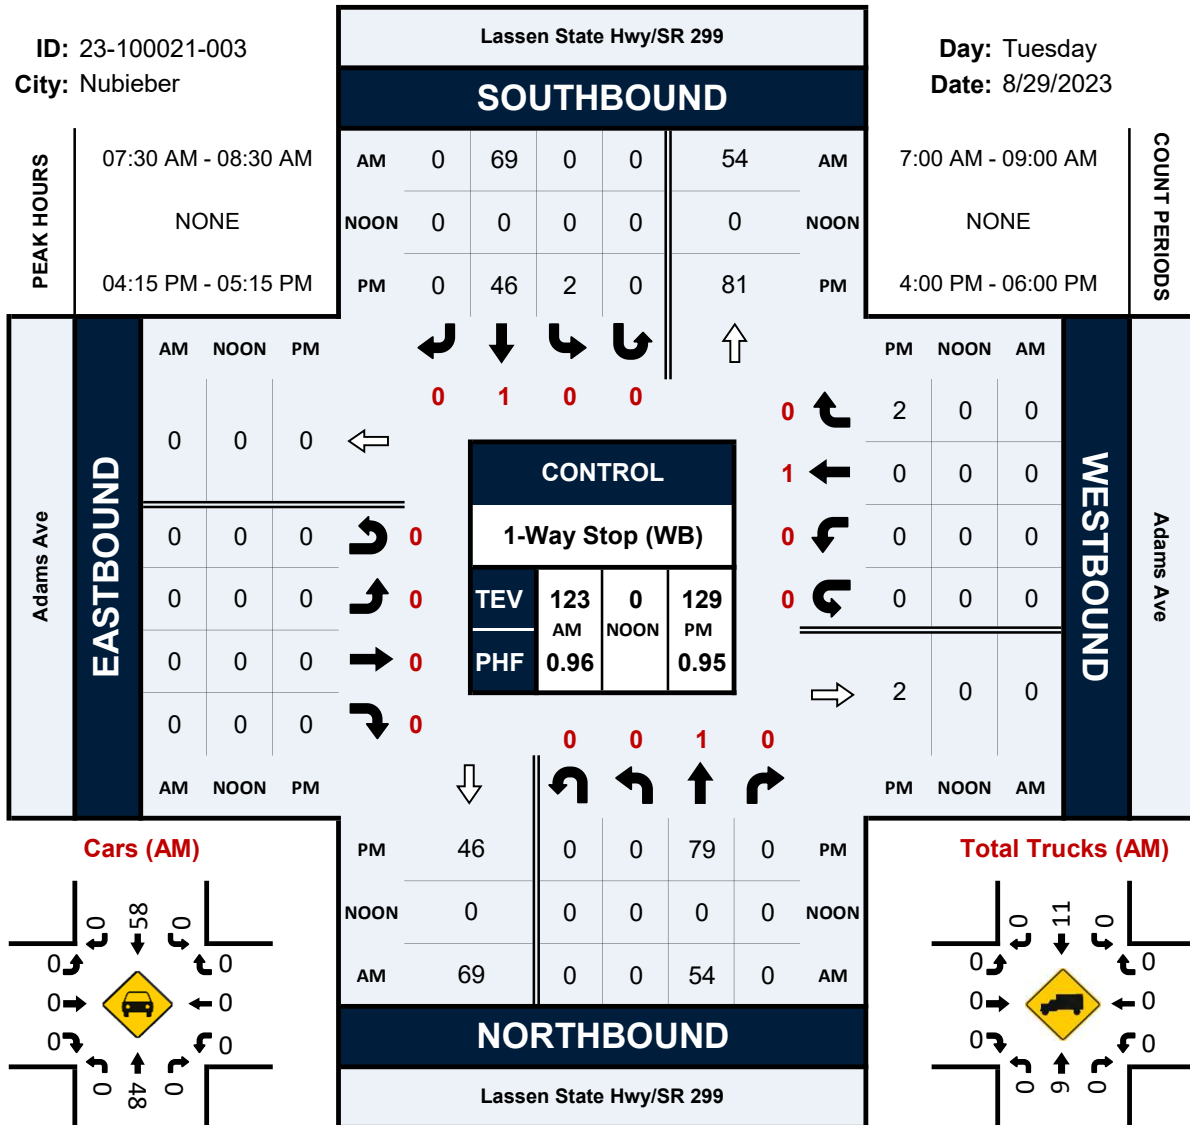 Lassen State Hwy/SR 299
ID: 23-100021-003
Day: Tuesday
City: Nubieber
Date: 8/29/2023
SOUTHBOUND
PEAK HOURS
07:30 AM - 08:30 AM
NONE
04:15 PM - 05:15 PM
AM 0 69 0 0 54 AM
NOON 0 0 0 0 0 NOON
PM 0 46 2 0 81 PM
7:00 AM - 09:00 AM
NONE
4:00 PM - 06:00 PM
COUNT PERIODS
0 1 0 0
Adams Ave
EASTBOUND
AM NOON PM
0 0 0
0 0 0 0
0 0 0 0
0 0 0 0
0 0 0 0
AM NOON PM
CONTROL
1-Way Stop (WB)
TEV 123 0 129
AM NOON PM
PHF 0.96 0.95
PM NOON AM
0 2 0 0
1 0 0 0
0 0 0 0
0 0 0 0
2 0 0
PM NOON AM
WESTBOUND
Adams Ave
0 0 1 0
PM 46 0 0 79 0 PM
NOON 0 0 0 0 0 NOON
AM 69 0 0 54 0 AM
NORTHBOUND
Lassen State Hwy/SR 299
Cars (AM)
0 58 0
0 0
0 0
0 0
0 48 0
Total Trucks (AM)
0 11 0
0 0
0 0
0 0
0 6 0